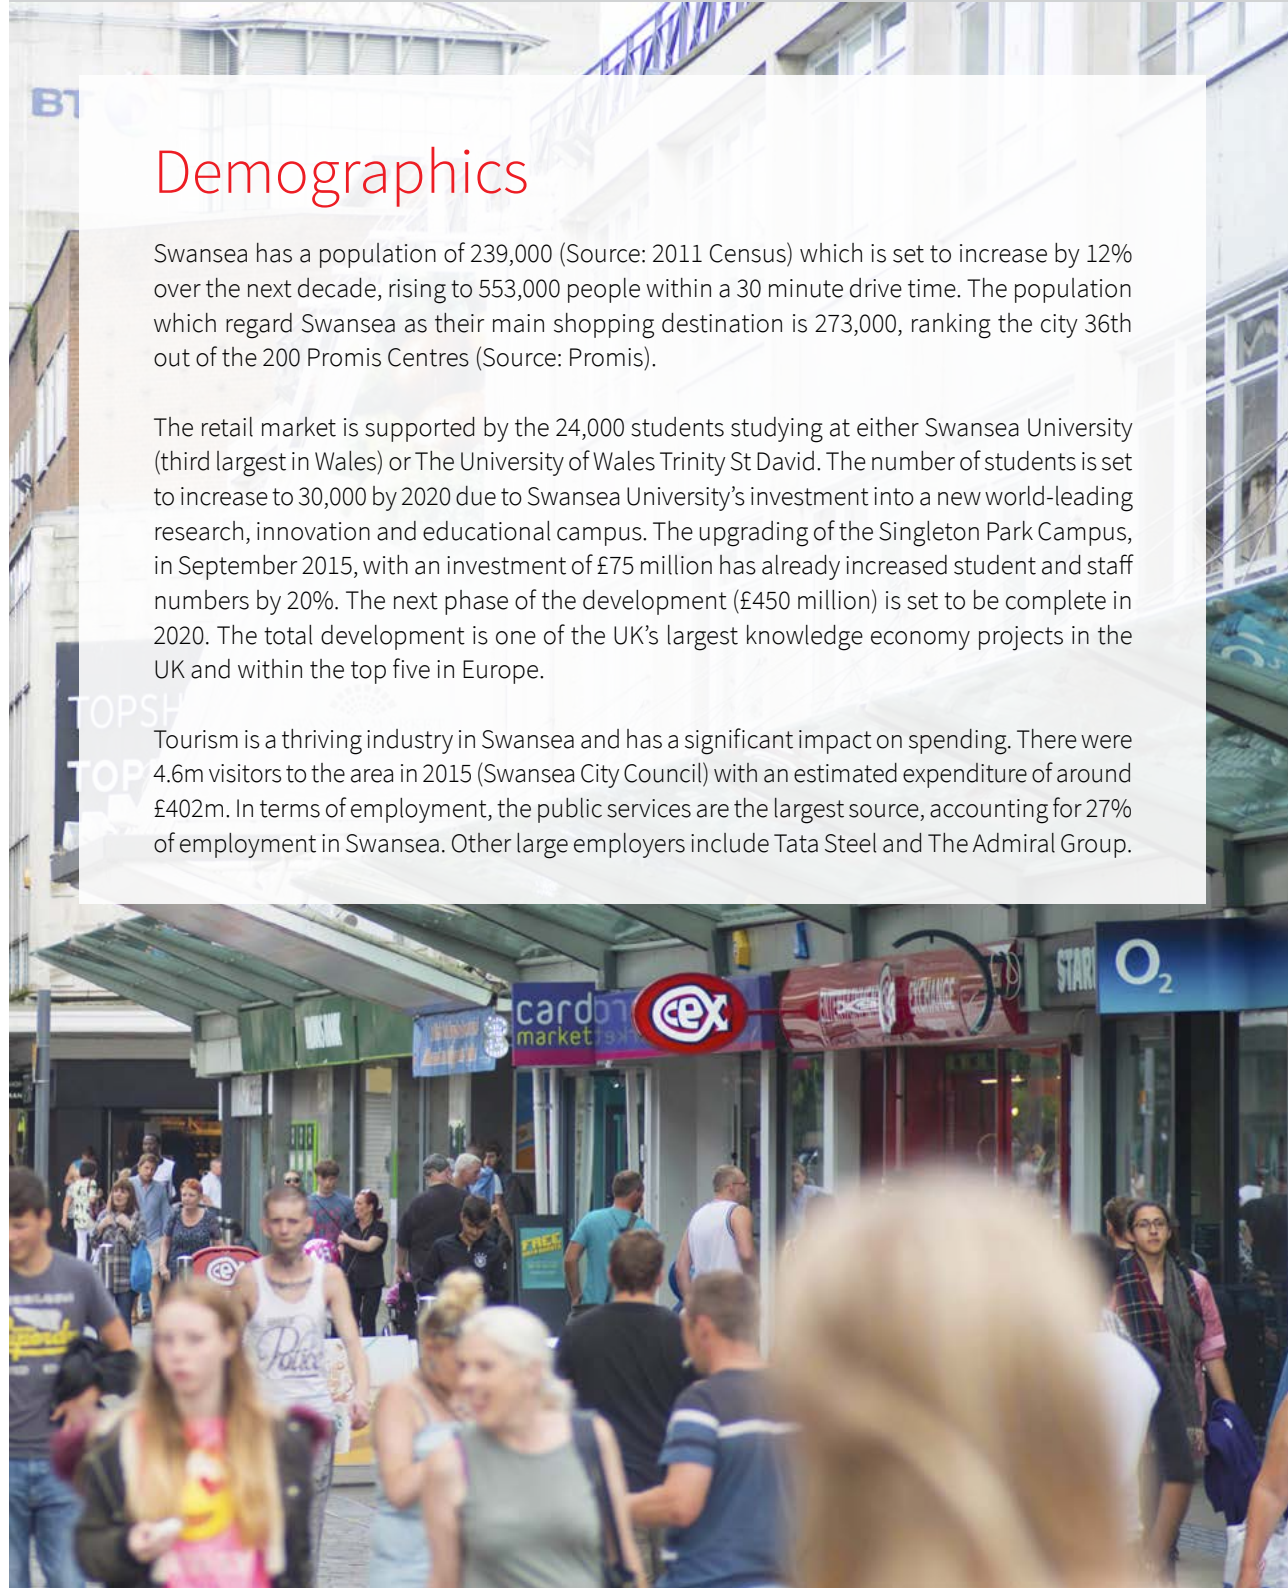 BT
Demographics
Swansea has a population of 239,000 (Source: 2011 Census) which is set to increase by 12%
over the next decade, rising to 553,000 people within a 30 minute drive time. The population
which regard Swansea as their main shopping destination is 273,000, ranking the city 36th
out of the 200 Promis Centres (Source: Promis).
The retail market is supported by the 24,000 students studying at either Swansea University
(third largest in Wales) or The University of Wales Trinity St David. The number of students is set
to increase to 30,000 by 2020 due to Swansea University’s investment into a new world-leading
research, innovation and educational campus. The upgrading of the Singleton Park Campus,
in September 2015, with an investment of £75 million has already increased student and staff
numbers by 20%. The next phase of the development (£450 million) is set to be complete in
2020. The total development is one of the UK’s largest knowledge economy projects in the
UK and within the top five in Europe.
TOPSH
Tourism is a thriving industry in Swansea and has a significant impact on spending. There were
TOP
4.6m visitors to the area in 2015 (Swansea City Council) with an estimated expenditure of around
£402m. In terms of employment, the public services are the largest source, accounting for 27%
of employment in Swansea. Other large employers include Tata Steel and The Admiral Group.
O2
STAR
card
market
cex
EXCHANGE
FREE
cex
Police